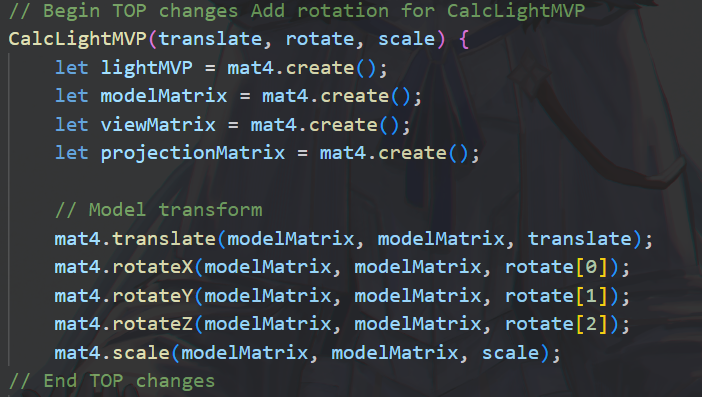 // Begin TOP changes Add rotation for CalcLightMVP
CalcLightMVP(translate, rotate, scale) {
    let lightMVP = mat4.create();
    let modelMatrix = mat4.create();
    let viewMatrix = mat4.create();
    let projectionMatrix = mat4.create();

    // Model transform
    mat4.translate(modelMatrix, modelMatrix, translate);
    mat4.rotateX(modelMatrix, modelMatrix, rotate[0]);
    mat4.rotateY(modelMatrix, modelMatrix, rotate[1]);
    mat4.rotateZ(modelMatrix, modelMatrix, rotate[2]);
    mat4.scale(modelMatrix, modelMatrix, scale);
// End TOP changes